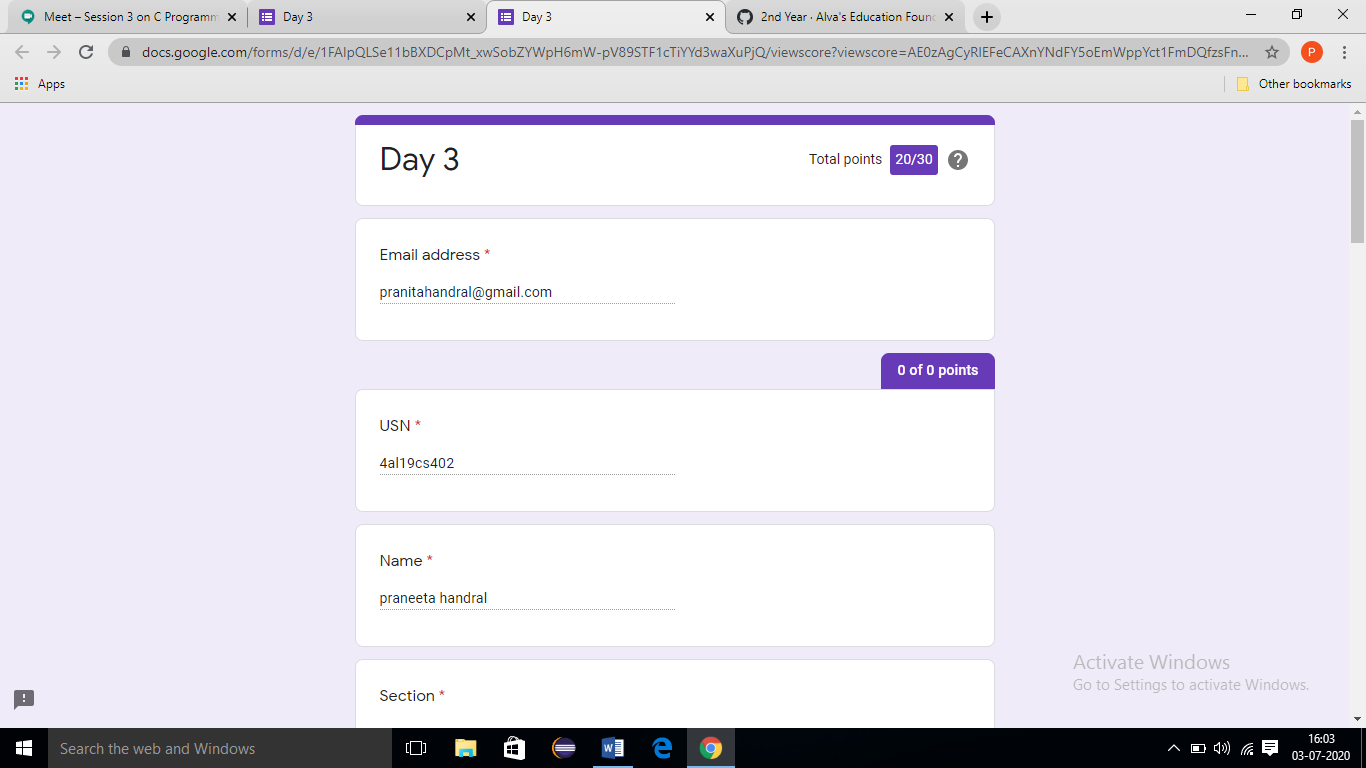 Meet – Session 3 on C Programm
Day 3
Day 3
2nd Year · Alva's Education Foun
docs.google.com/forms/d/e/1FAIpQLSe11bBXDCpMt_xwSobZYWpH6mW-pV89STF1cTiYYd3waXuPjQ/viewscore?viewscore=AE0zAgCyRlEFeCAXnYNdFY5oEmWppYct1FmDQfzsFn...
P
Apps
Other bookmarks
Day 3
Total points 20/30 ?
Email address *
pranitahandral@gmail.com
0 of 0 points
USN *
4al19cs402
Name *
praneeta handral
Section *
Activate Windows
Go to Settings to activate Windows.
Search the web and Windows
16:03
03-07-2020